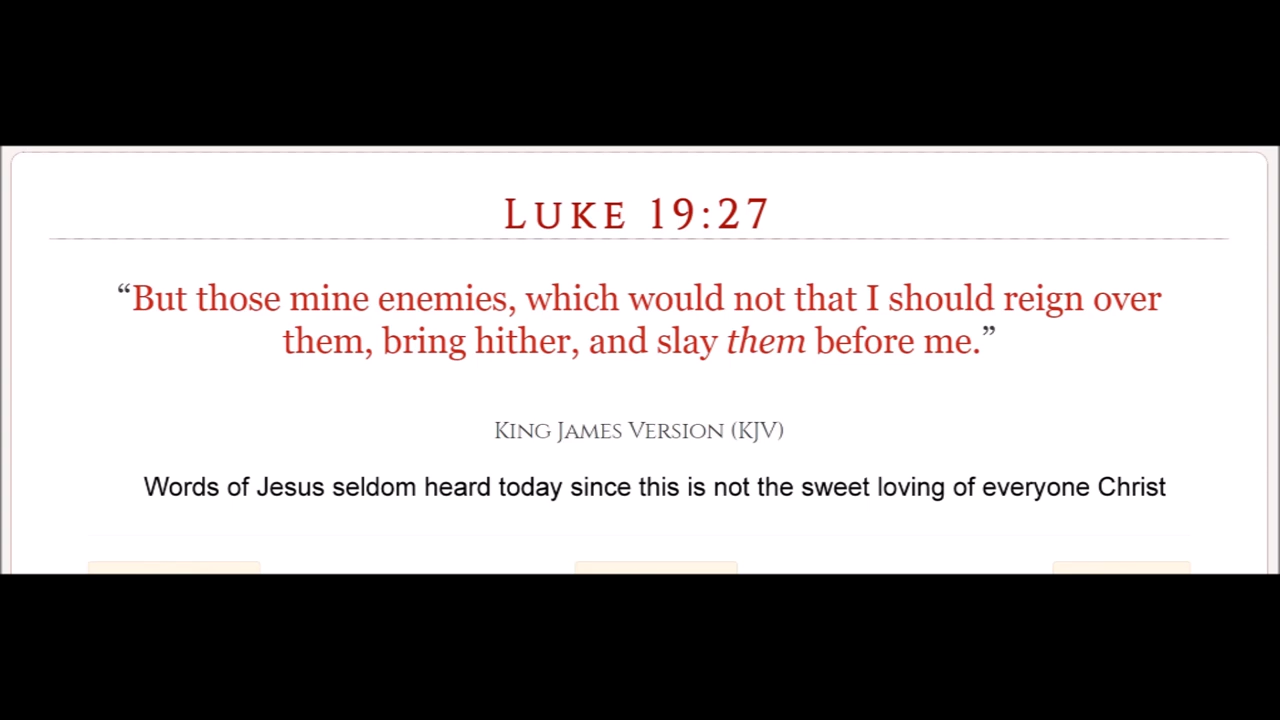 LUKE 19:27
“But those mine enemies, which would not that I should reign over
them, bring hither, and slay them before me.”
KING JAMES VERSION (KJV)
Words of Jesus seldom heard today since this is not the sweet loving of everyone Christ